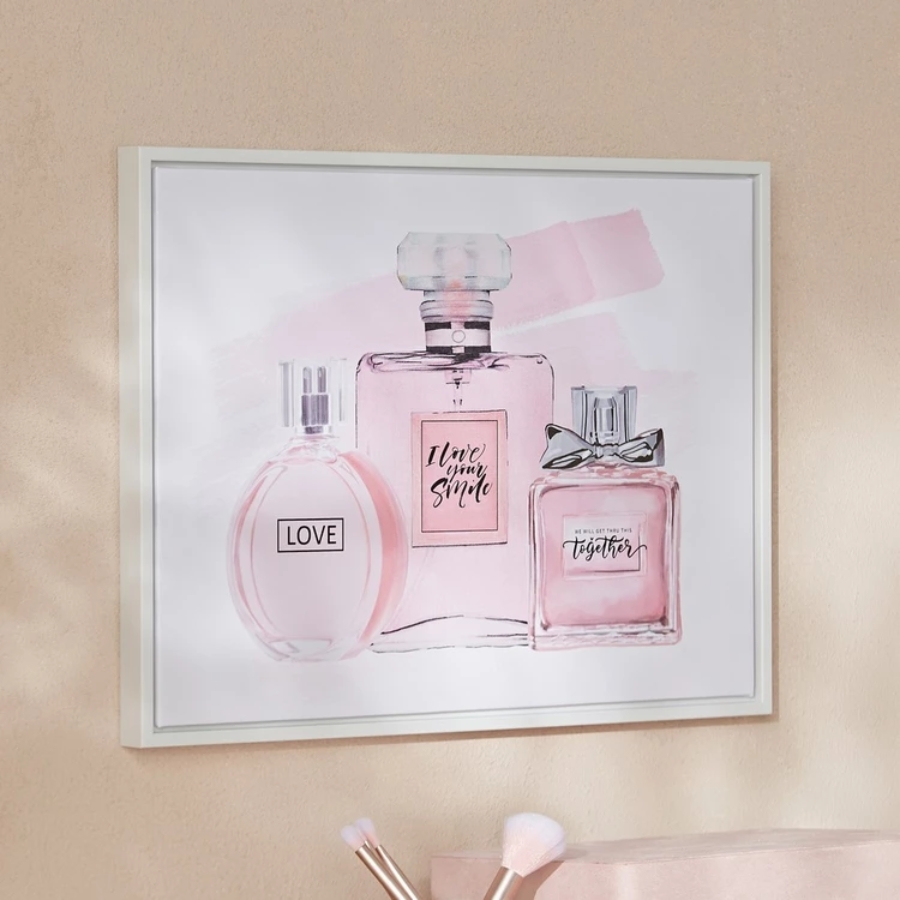 LOVE
I love
your
smile
WE WILL GET THRU THIS
together